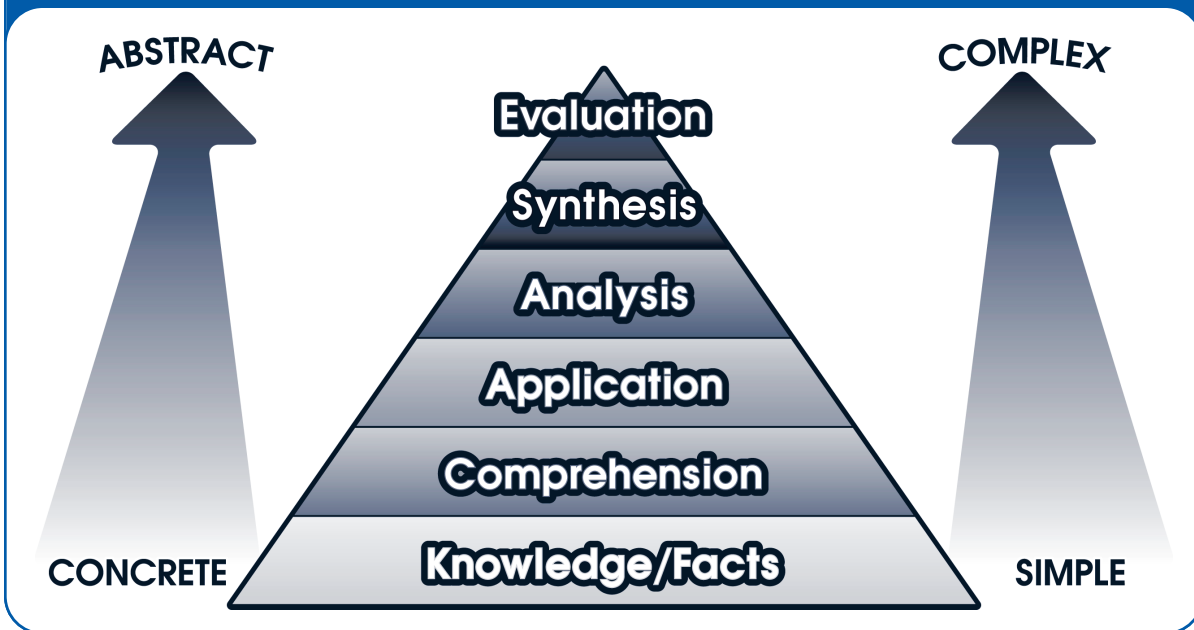 ABSTRACT
COMPLEX
Evaluation
Synthesis
Analysis
Application
Comprehension
Knowledge/Facts
CONCRETE
SIMPLE